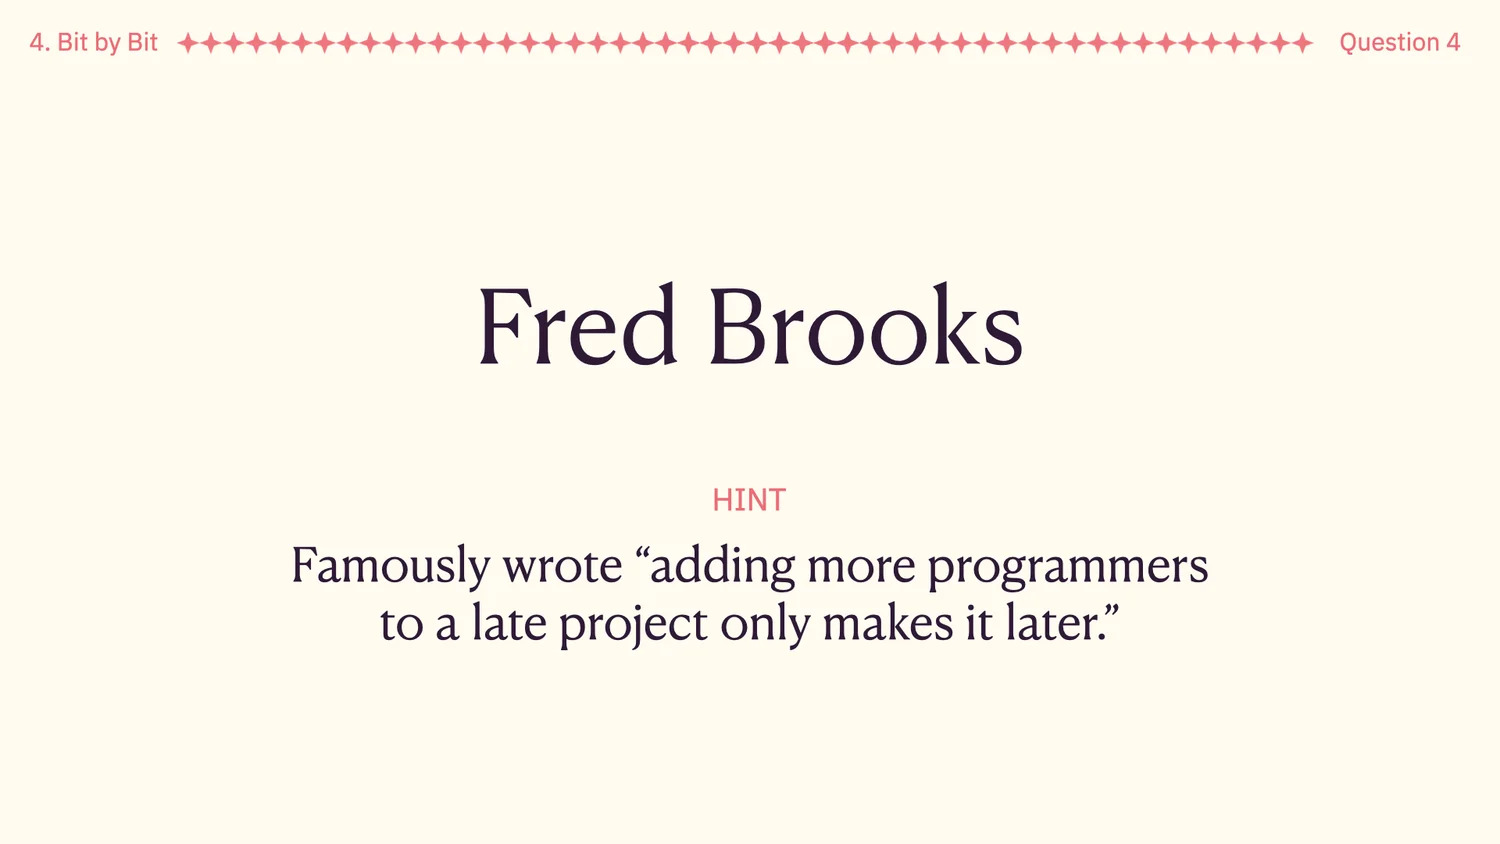 4. Bit by Bit
Question 4
Fred Brooks
HINT
Famously wrote “adding more programmers
to a late project only makes it later.”